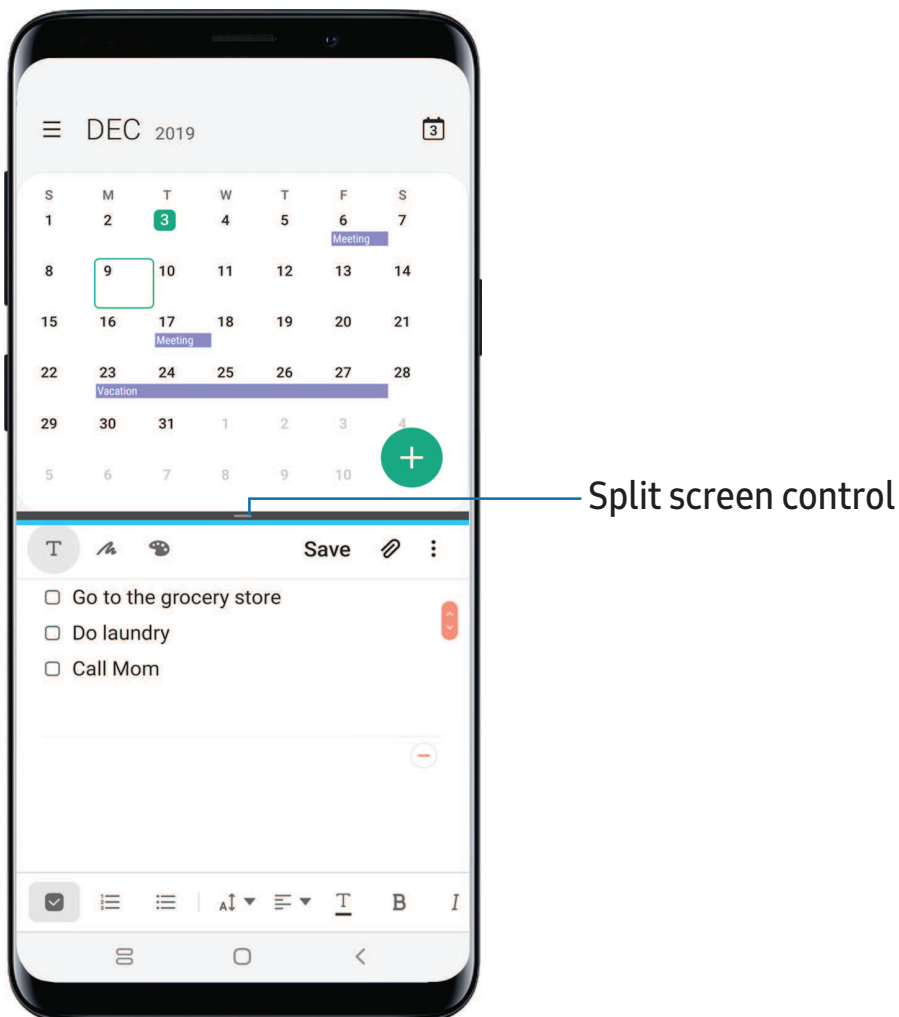 DEC 2019
3
S M T W T F S
1 2 3 4 5 6 7
Meeting
8 9 10 11 12 13 14
15 16 17 18 19 20 21
Meeting
22 23 24 25 26 27 28
Vacation
29 30 31 1 2 3 4
5 6 7 8 9 10
Split screen control
T Save
Go to the grocery store
Do laundry
Call Mom
A T B I